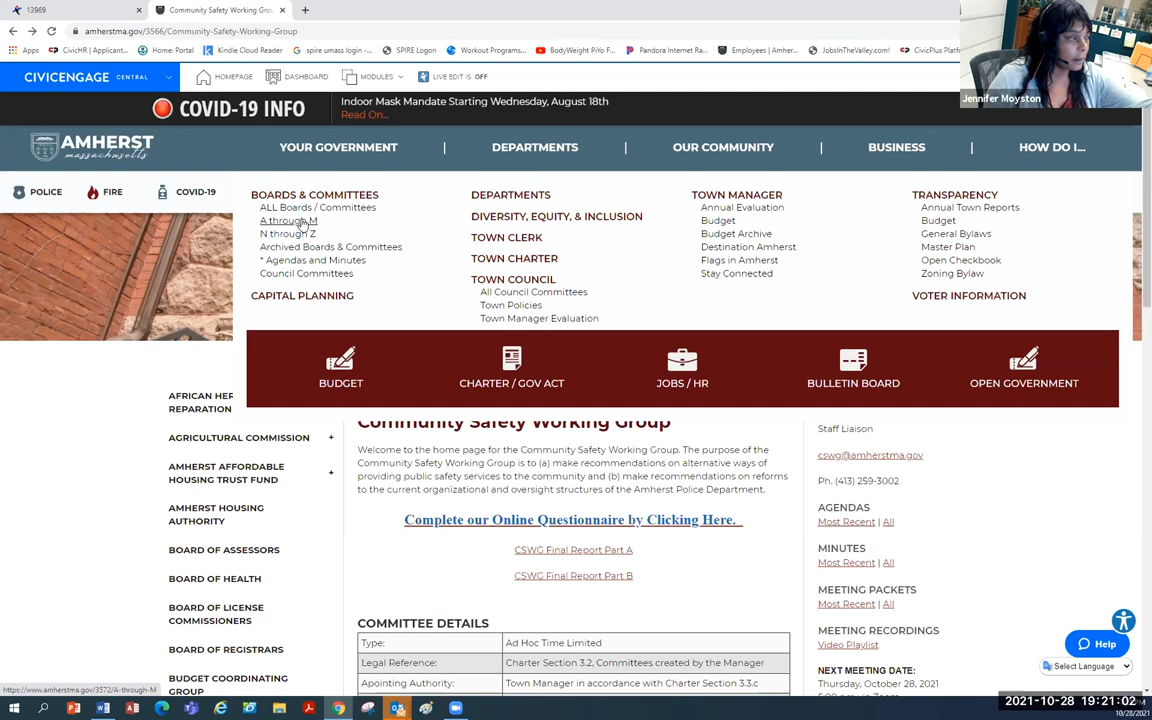 13969
Community Safety Working Grou
amherstma.gov/3566/Community-Safety-Working-Group
Apps
CivicHR | Applicant...
Home: Portal
Kindle Cloud Reader
spire umass login -...
SPIRE Logon
Workout Programs...
BodyWeight PiYo F...
Pandora Internet Ra...
Employees | Amher...
JobsInTheValley.com!
CivicPlus Platform
Jennifer Moyston
CIVICENGAGE CENTRAL
HOMEPAGE
DASHBOARD
MODULES
LIVE EDIT IS OFF
COVID-19 INFO
Indoor Mask Mandate Starting Wednesday, August 18th
Read On...
AMHERST
massachusetts
YOUR GOVERNMENT | DEPARTMENTS | OUR COMMUNITY | BUSINESS | HOW DO I...
POLICE
FIRE
COVID-19
BOARDS & COMMITTEES
ALL Boards / Committees
A through M
N through Z
Archived Boards & Committees
* Agendas and Minutes
Council Committees
CAPITAL PLANNING
DEPARTMENTS
DIVERSITY, EQUITY, & INCLUSION
TOWN CLERK
TOWN CHARTER
TOWN COUNCIL
All Council Committees
Town Policies
Town Manager Evaluation
TOWN MANAGER
Annual Evaluation
Budget
Budget Archive
Destination Amherst
Flags in Amherst
Stay Connected
TRANSPARENCY
Annual Town Reports
Budget
General Bylaws
Master Plan
Open Checkbook
Zoning Bylaw
VOTER INFORMATION
BUDGET
CHARTER / GOV ACT
JOBS / HR
BULLETIN BOARD
OPEN GOVERNMENT
AFRICAN HER
REPARATION
AGRICULTURAL COMMISSION +
AMHERST AFFORDABLE
HOUSING TRUST FUND +
AMHERST HOUSING
AUTHORITY
BOARD OF ASSESSORS
BOARD OF HEALTH
BOARD OF LICENSE
COMMISSIONERS
BOARD OF REGISTRARS
BUDGET COORDINATING
GROUP
Community Safety Working Group
Welcome to the home page for the Community Safety Working Group. The purpose of the
Community Safety Working Group is to (a) make recommendations on alternative ways of
providing public safety services to the community and (b) make recommendations on reforms
to the current organizational and oversight structures of the Amherst Police Department.
Complete our Online Questionnaire by Clicking Here.
CSWG Final Report Part A
CSWG Final Report Part B
COMMITTEE DETAILS
Type: Ad Hoc Time Limited
Legal Reference: Charter Section 3.2, Committees created by the Manager
Apointing Authority: Town Manager in accordance with Charter Section 3.3.c
Staff Liaison
cswg@amherstma.gov
Ph. (413) 259-3002
AGENDAS
Most Recent | All
MINUTES
Most Recent | All
MEETING PACKETS
Most Recent | All
MEETING RECORDINGS
Video Playlist
NEXT MEETING DATE:
Thursday, October 28, 2021
Help
Select Language
https://www.amherstma.gov/3572/A-through-M
2021-10-28 19:21:02
10/28/2021